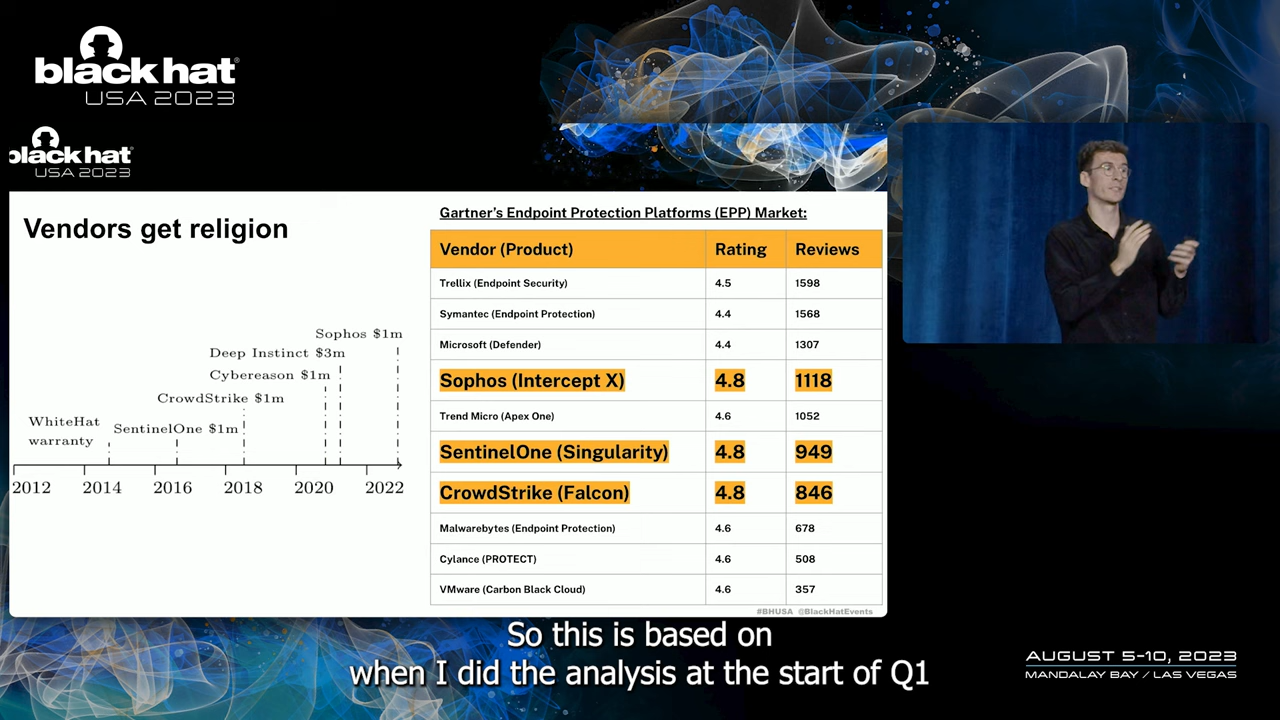 black hat®
USA 2023
black hat®
USA 2023
Vendors get religion
Sophos $1m
Deep Instinct $3m
Cybereason $1m
CrowdStrike $1m
WhiteHat
warranty
SentinelOne $1m
2012 2014 2016 2018 2020 2022
Gartner's Endpoint Protection Platforms (EPP) Market:
Vendor (Product) Rating Reviews
Trellix (Endpoint Security) 4.5 1598
Symantec (Endpoint Protection) 4.4 1568
Microsoft (Defender) 4.4 1307
Sophos (Intercept X) 4.8 1118
Trend Micro (Apex One) 4.6 1052
SentinelOne (Singularity) 4.8 949
CrowdStrike (Falcon) 4.8 846
Malwarebytes (Endpoint Protection) 4.6 678
Cylance (PROTECT) 4.6 508
VMware (Carbon Black Cloud) 4.6 357
#BHUSA @BlackHatEvents
So this is based on
when I did the analysis at the start of Q1
AUGUST 5-10, 2023
MANDALAY BAY / LAS VEGAS